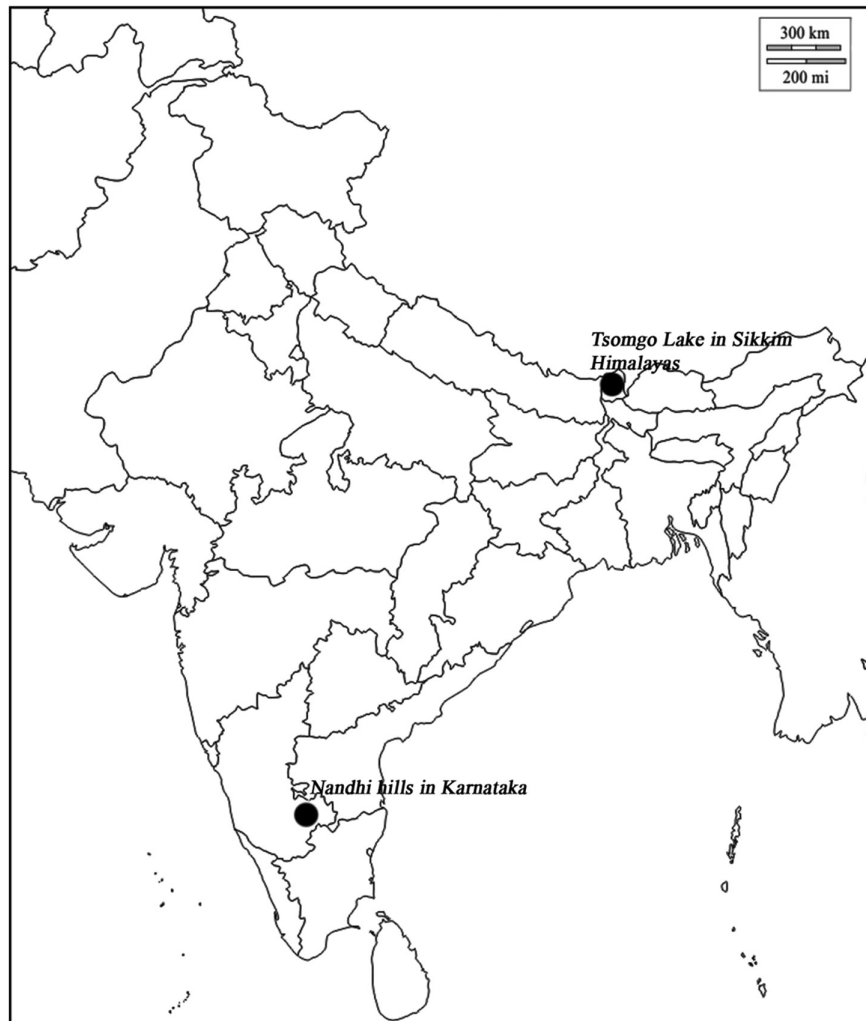 300 km
200 mi
Tsomgo Lake in Sikkim
Himalayas
Nandhi hills in Karnataka